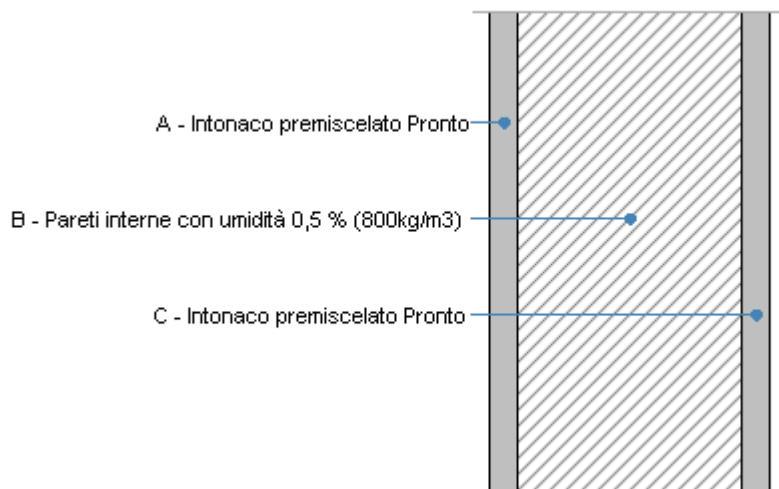 A - Intonaco premiscelato Pronto
B - Pareti interne con umidità 0,5 % (800kg/m3)
C - Intonaco premiscelato Pronto